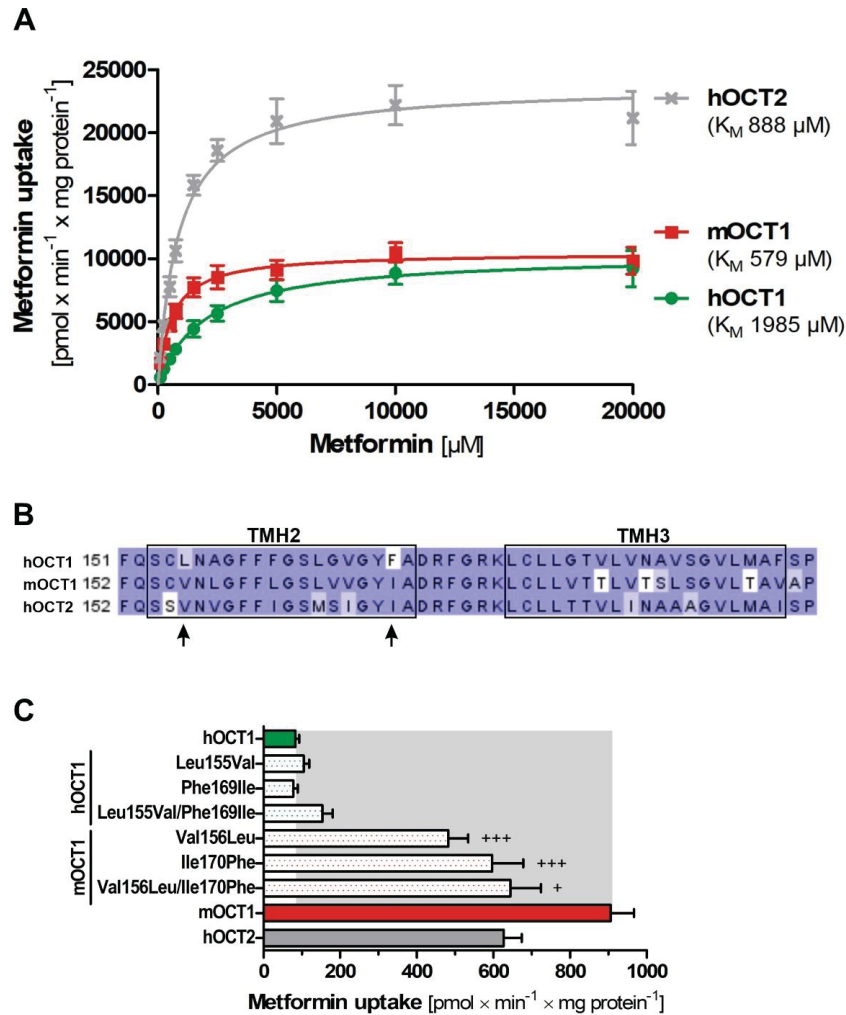 A
Metformin uptake
[pmol x min⁻¹ x mg protein⁻¹]
25000
20000
15000
10000
5000
0
0 5000 10000 15000 20000
Metformin [µM]
hOCT2
(KM 888 µM)
mOCT1
(KM 579 µM)
hOCT1
(KM 1985 µM)
B
TMH2 TMH3
hOCT1 151 FQSCLNAGFFFGSLGVGYFADRFGRKLCLLGTVLVNAVSGVLMAFSP
mOCT1 152 FQSCVNLGFFLGSLVVGYIADRFGRKLCLLVTTLVTSLSGVLTAVAP
hOCT2 152 FQSSVNVGFFIGSMSIGYIADRFGRKLCLLTTVLINAAAGVLMAISP
C
hOCT1
hOCT1
Leu155Val
Phe169Ile
Leu155Val/Phe169Ile
mOCT1
Val156Leu +++
Ile170Phe +++
Val156Leu/Ile170Phe +
mOCT1
hOCT2
0 200 400 600 800 1000
Metformin uptake [pmol × min⁻¹ × mg protein⁻¹]